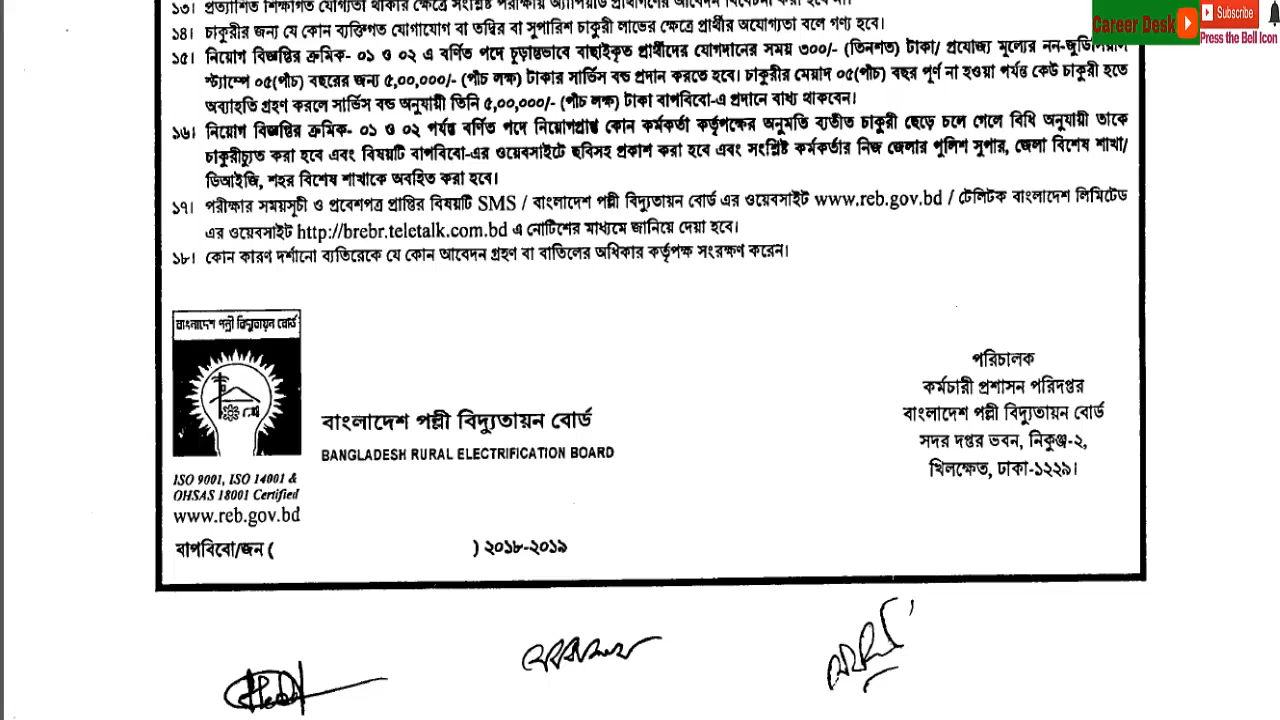 ১৩। প্রত্যাশিত শিক্ষাগত যোগ্যতা থাকার ক্ষেত্রে সংশ্লিষ্ট পরীক্ষায়
১৪। চাকুরীর জন্য যে কোন ব্যক্তিগত যোগাযোগ বা তদ্বির বা সুপারিশ চাকুরী লাভের ক্ষেত্রে প্রার্থীর অযোগ্যতা বলে গণ্য হবে।
১৫। নিয়োগ বিজ্ঞপ্তির ক্রমিক- ০১ ও ০২ এ বর্ণিত পদে চুড়ান্তভাবে বাছাইকৃত প্রার্থীদের যোগদানের সময় ৩০০/- (তিনশত) টাকা/ প্রযোজ্য মূল্যের নন-জুডিশিয়াল
স্ট্যাম্পে ০৫(পাঁচ) বছরের জন্য ৫,০০,০০০/- (পাঁচ লক্ষ) টাকার সার্ভিস বন্ড প্রদান করতে হবে। চাকুরীর মেয়াদ ০৫(পাঁচ) বছর পূর্ণ না হওয়া পর্যন্ত কেউ চাকুরী হতে
অব্যাহতি গ্রহণ করলে সার্ভিস বন্ড অনুযায়ী তিনি ৫,০০,০০০/- (পাঁচ লক্ষ) টাকা বাপবিবো-এ প্রদানে বাধ্য থাকবেন।
১৬। নিয়োগ বিজ্ঞপ্তির ক্রমিক- ০১ ও ০২ পর্যন্ত বর্ণিত পদে নিয়োগপ্রাপ্ত কোন কর্মকর্তা কর্তৃপক্ষের অনুমতি ব্যতীত চাকুরী ছেড়ে চলে গেলে বিধি অনুযায়ী তাকে
চাকুরীচ্যুত করা হবে এবং বিষয়টি বাপবিবো-এর ওয়েবসাইটে ছবিসহ প্রকাশ করা হবে এবং সংশ্লিষ্ট কর্মকর্তার নিজ জেলার পুলিশ সুপার, জেলা বিশেষ শাখা/
ডিআইজি, শহর বিশেষ শাখাকে অবহিত করা হবে।
১৭। পরীক্ষার সময়সূচী ও প্রবেশপত্র প্রাপ্তির বিষয়টি SMS / বাংলাদেশ পল্লী বিদ্যুতায়ন বোর্ড এর ওয়েবসাইট www.reb.gov.bd / টেলিটক বাংলাদেশ লিমিটেড
এর ওয়েবসাইট http://brebr.teletalk.com.bd এ নোটিশের মাধ্যমে জানিয়ে দেয়া হবে।
১৮। কোন কারণ দর্শানো ব্যতিরেকে যে কোন আবেদন গ্রহণ বা বাতিলের অধিকার কর্তৃপক্ষ সংরক্ষণ করেন।
Career Desk
Subscribe
Press the Bell Icon
বাংলাদেশ পল্লী বিদ্যুতায়ন বোর্ড
বাংলাদেশ পল্লী বিদ্যুতায়ন বোর্ড
BANGLADESH RURAL ELECTRIFICATION BOARD
ISO 9001, ISO 14001 &
OHSAS 18001 Certified
www.reb.gov.bd
বাপবিবো/জন ( ) ২০১৮-২০১৯
পরিচালক
কর্মচারী প্রশাসন পরিদপ্তর
বাংলাদেশ পল্লী বিদ্যুতায়ন বোর্ড
সদর দপ্তর ভবন, নিকুঞ্জ-২,
খিলক্ষেত, ঢাকা-১২২৯।